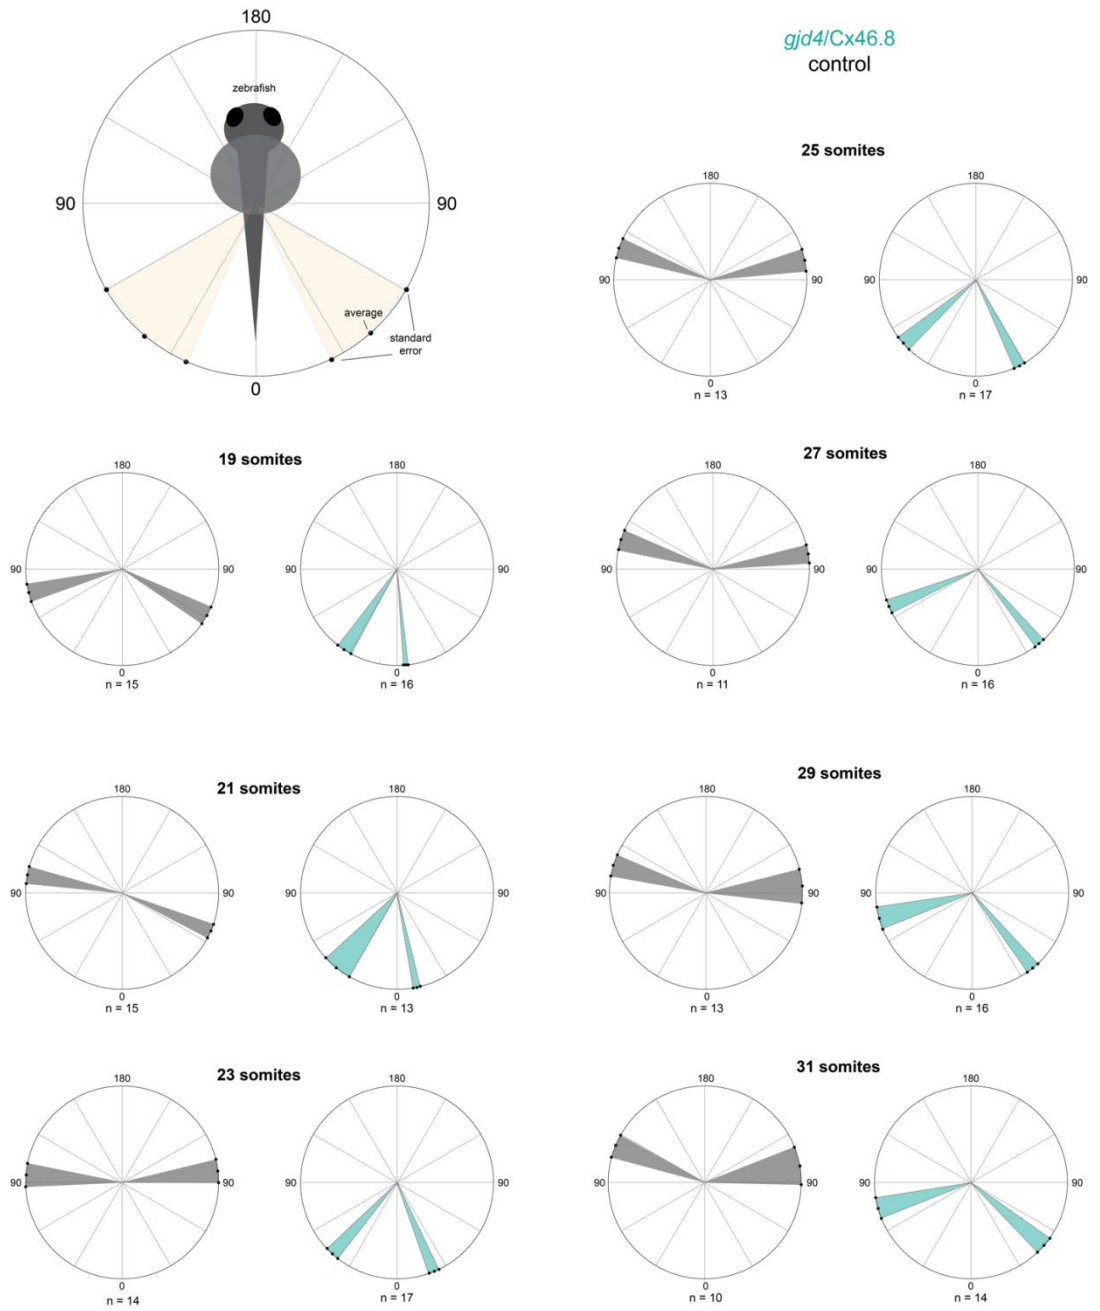 180
zebrafish
90
90
average
standard
error
0
gjd4/Cx46.8
control
25 somites
180
180
90
90
90
90
0
0
n = 13
n = 17
19 somites
180
180
90
90
90
90
0
0
n = 15
n = 16
27 somites
180
180
90
90
90
90
0
0
n = 11
n = 16
21 somites
180
180
90
90
90
90
0
0
n = 15
n = 13
29 somites
180
180
90
90
90
90
0
0
n = 13
n = 16
23 somites
180
180
90
90
90
90
0
0
n = 14
n = 17
31 somites
180
180
90
90
90
90
0
0
n = 10
n = 14